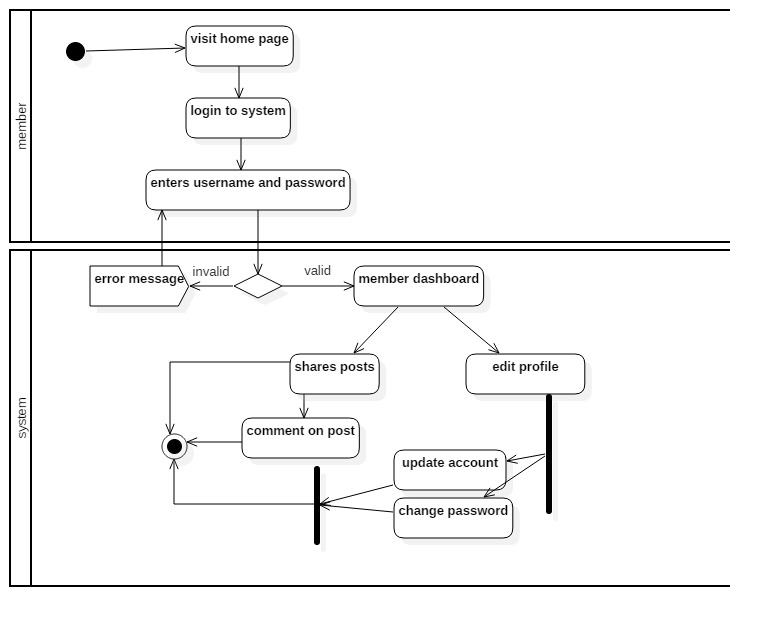 member
visit home page
login to system
enters username and password
system
error message
invalid
valid
member dashboard
shares posts
edit profile
comment on post
update account
change password